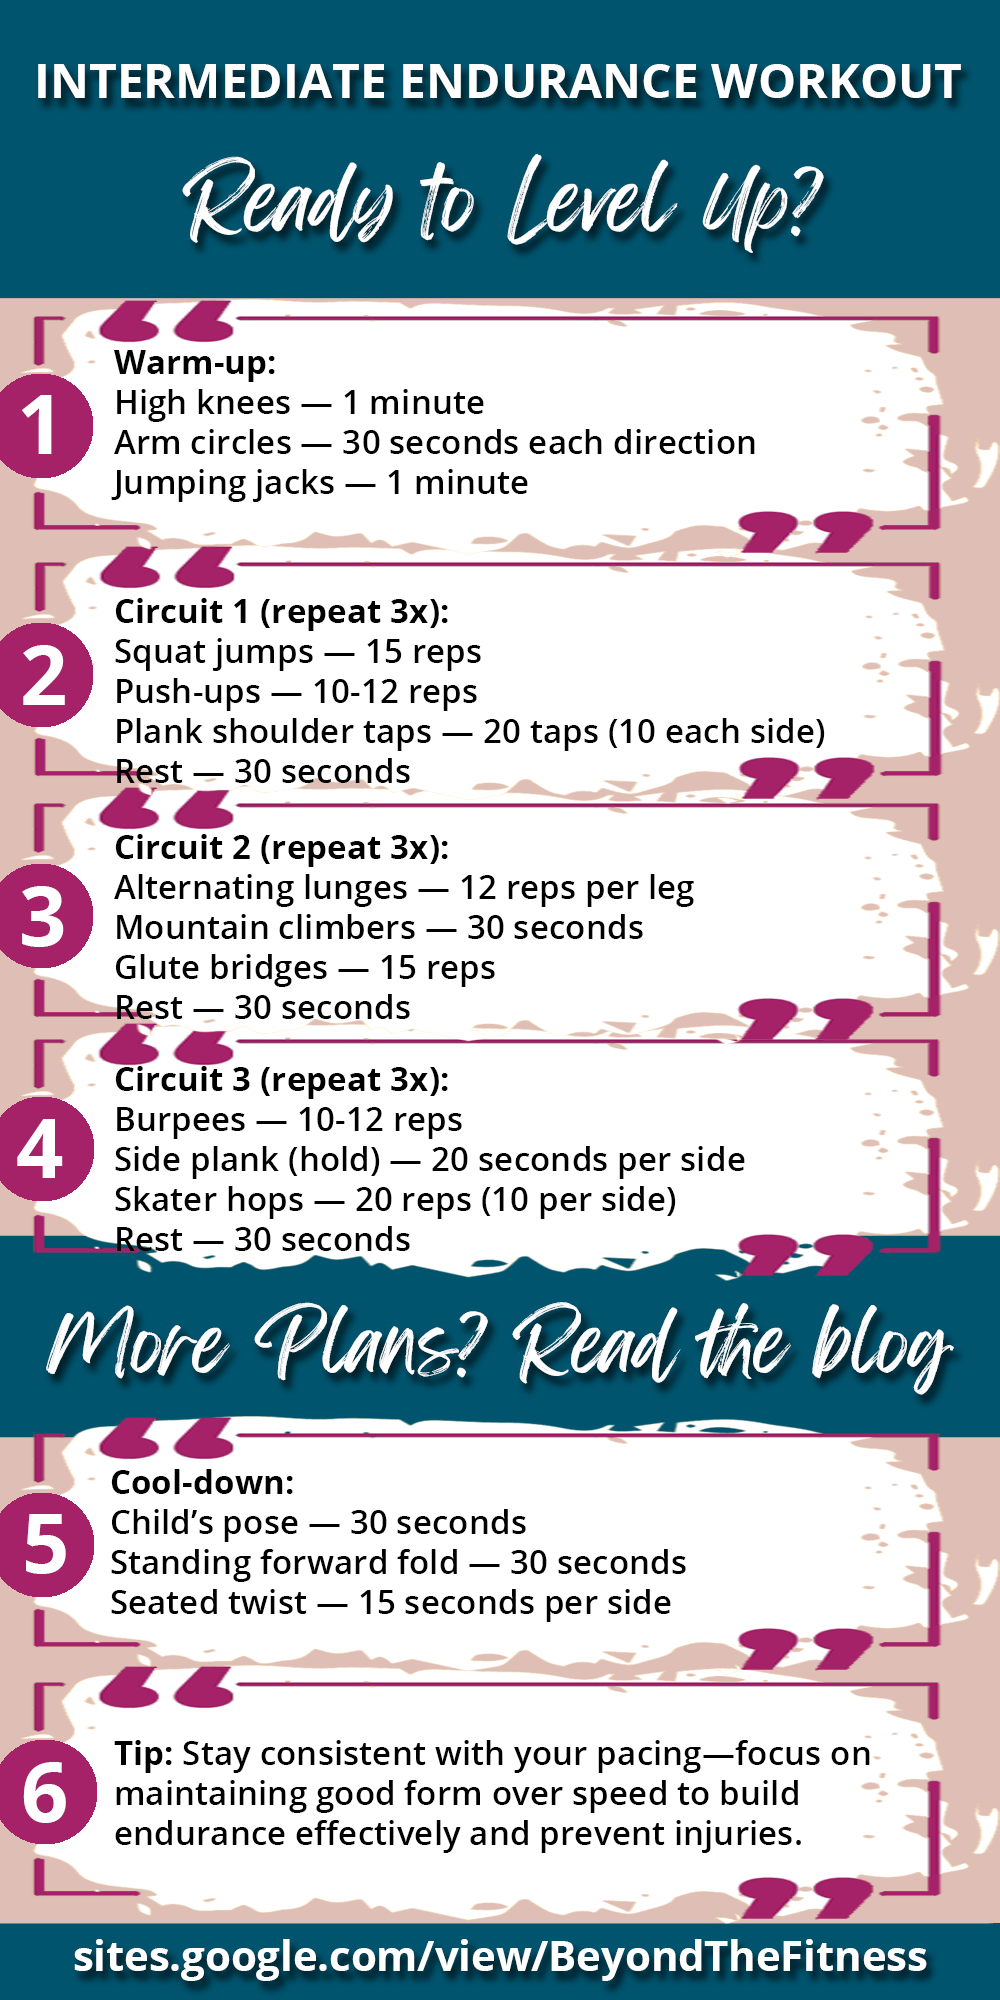 INTERMEDIATE ENDURANCE WORKOUT
Ready to Level Up?
1
Warm-up:
High knees — 1 minute
Arm circles — 30 seconds each direction
Jumping jacks — 1 minute
2
Circuit 1 (repeat 3x):
Squat jumps — 15 reps
Push-ups — 10-12 reps
Plank shoulder taps — 20 taps (10 each side)
Rest — 30 seconds
3
Circuit 2 (repeat 3x):
Alternating lunges — 12 reps per leg
Mountain climbers — 30 seconds
Glute bridges — 15 reps
Rest — 30 seconds
4
Circuit 3 (repeat 3x):
Burpees — 10-12 reps
Side plank (hold) — 20 seconds per side
Skater hops — 20 reps (10 per side)
Rest — 30 seconds
More Plans? Read the blog
5
Cool-down:
Child’s pose — 30 seconds
Standing forward fold — 30 seconds
Seated twist — 15 seconds per side
6
Tip: Stay consistent with your pacing—focus on
maintaining good form over speed to build
endurance effectively and prevent injuries.
sites.google.com/view/BeyondTheFitness